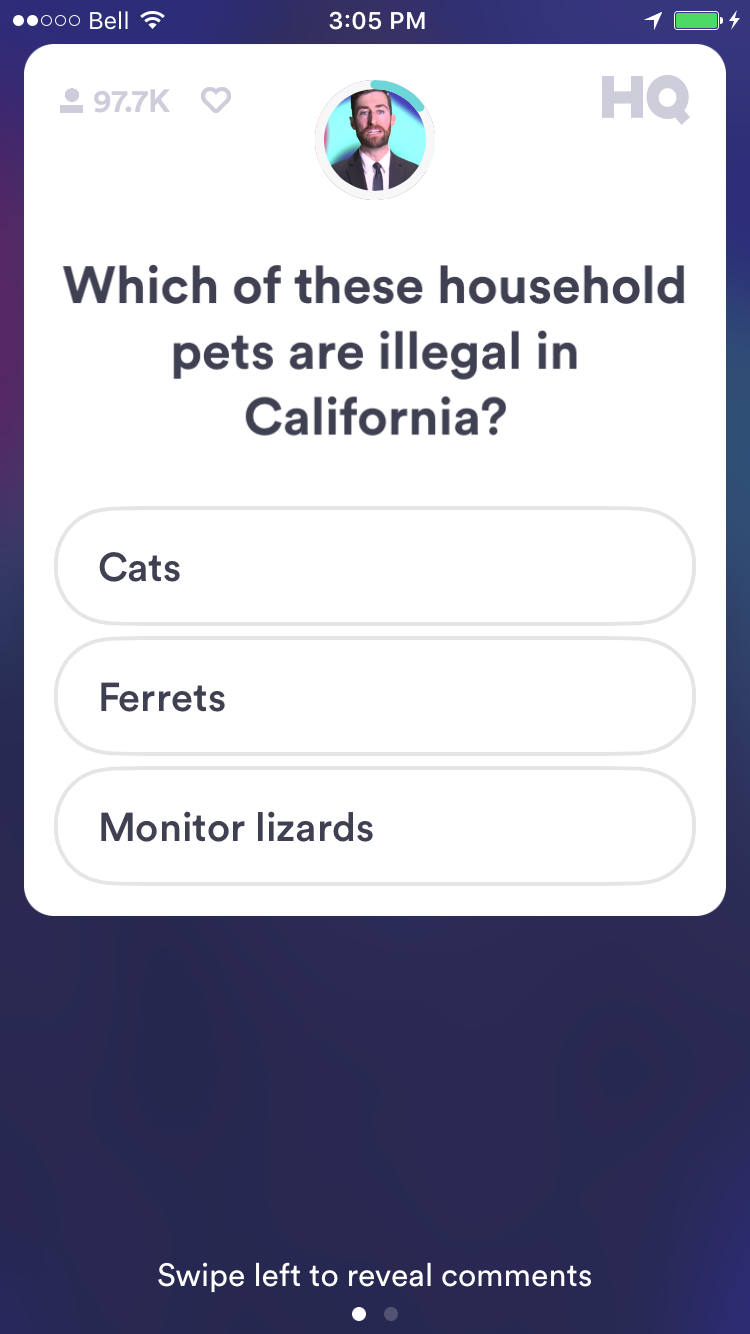 Bell 3:05 PM
97.7K HQ
Which of these household
pets are illegal in
California?
Cats
Ferrets
Monitor lizards
Swipe left to reveal comments